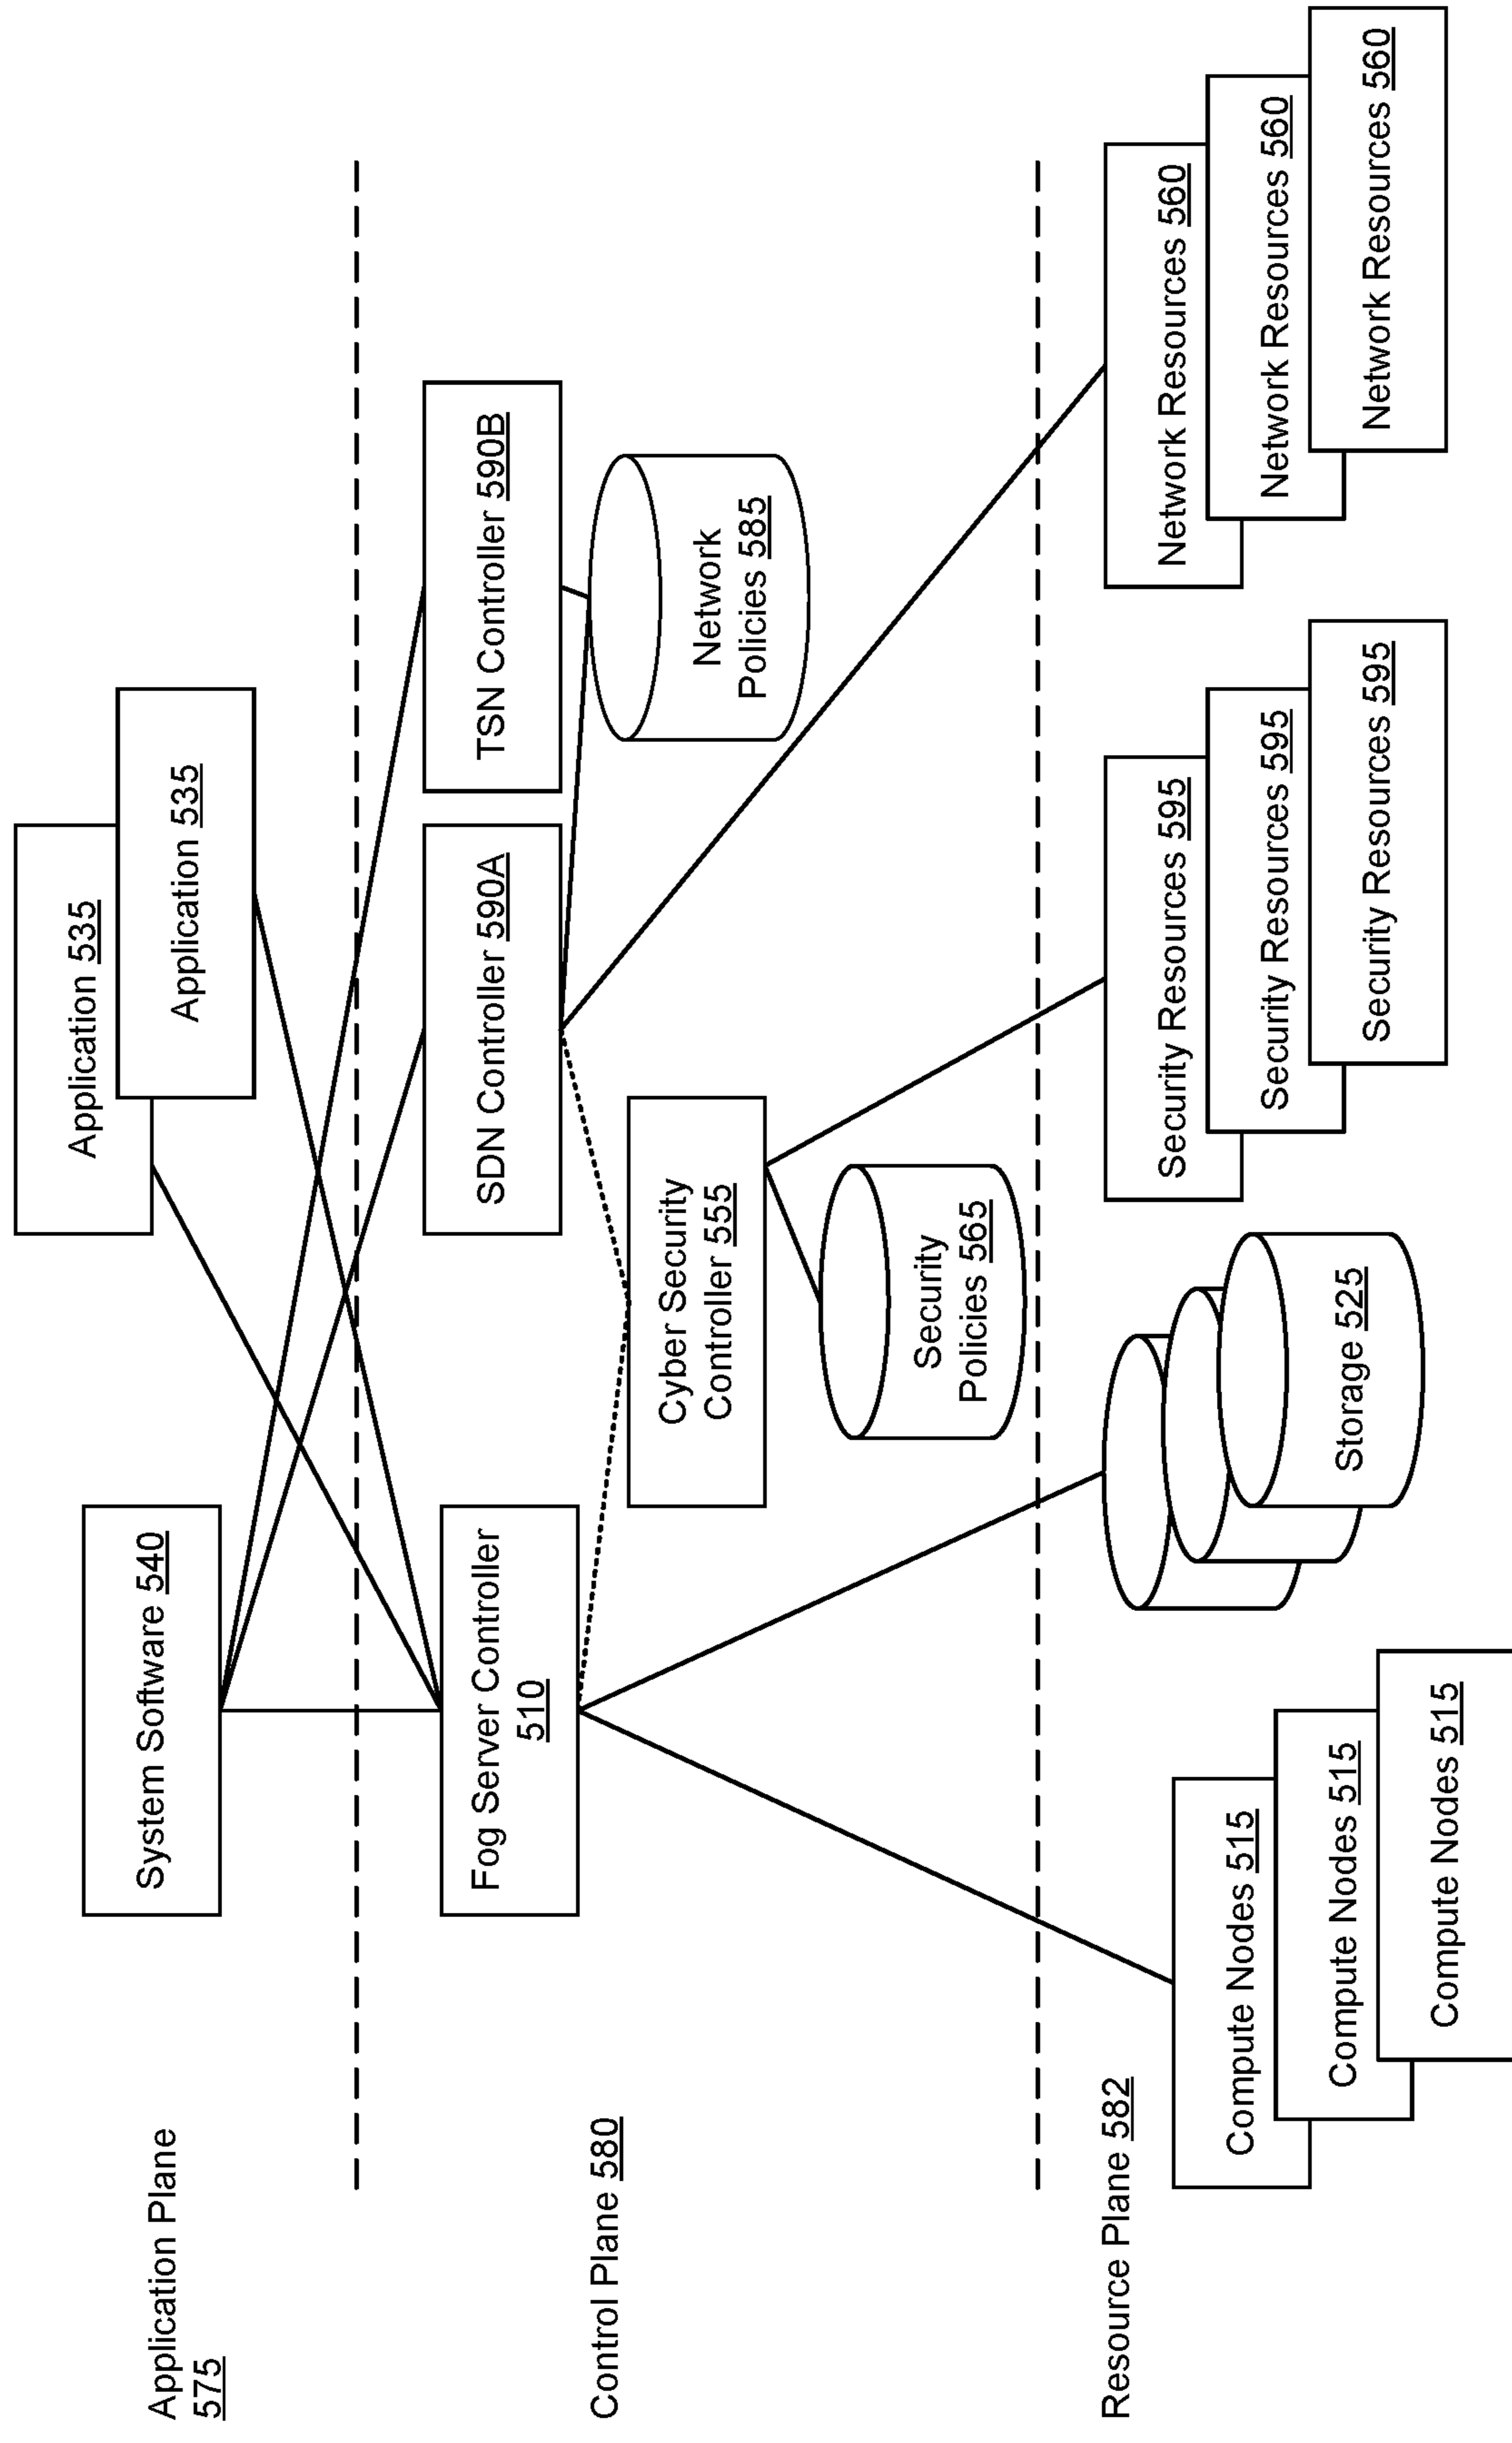 Application Plane
575
System Software 540
Application 535
Application 535
Control Plane 580
Fog Server Controller
510
SDN Controller 590A
TSN Controller 590B
Cyber Security
Controller 555
Network
Policies 585
Security
Policies 565
Resource Plane 582
Compute Nodes 515
Compute Nodes 515
Compute Nodes 515
Storage 525
Security Resources 595
Security Resources 595
Security Resources 595
Network Resources 560
Network Resources 560
Network Resources 560